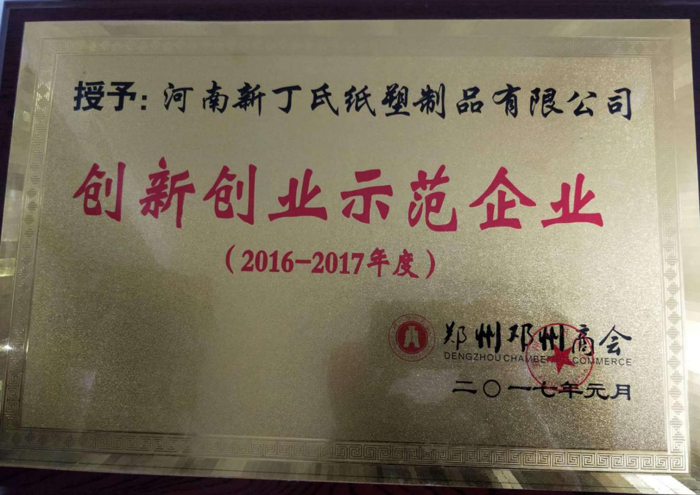 授予：河南新丁氏纸塑制品有限公司
创新创业示范企业
（2016-2017年度）
郑州邓州商会
DENGZHOU CHAMBER COMMERCE
二〇一七年元月